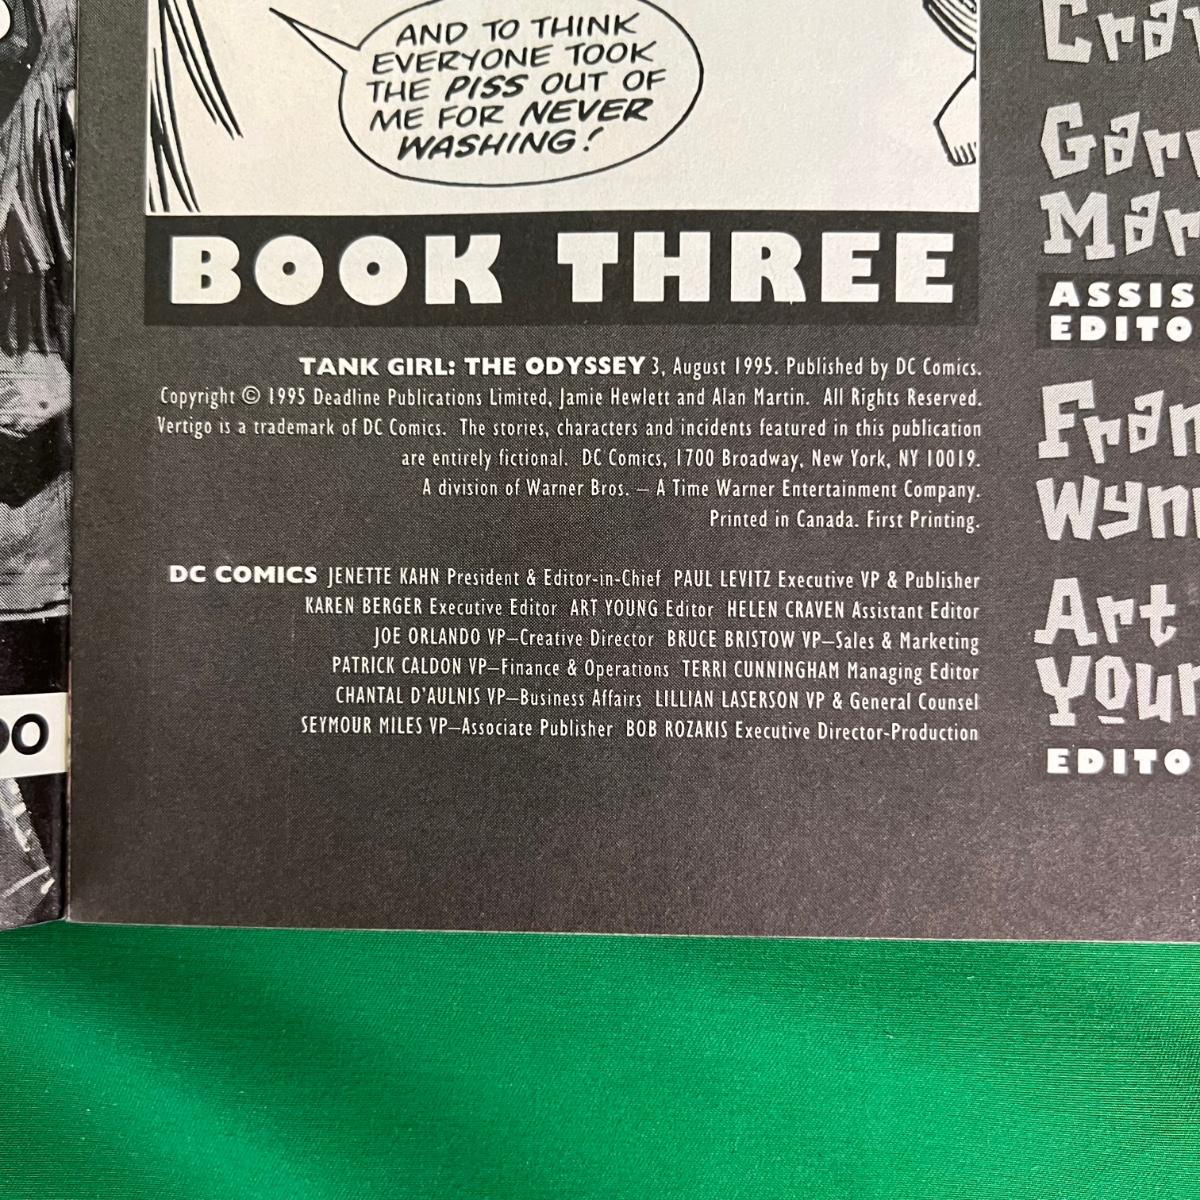 AND TO THINK
EVERYONE TOOK
THE PISS OUT OF
ME FOR NEVER
WASHING!
BOOK THREE
TANK GIRL: THE ODYSSEY 3, August 1995. Published by DC Comics.
Copyright © 1995 Deadline Publications Limited, Jamie Hewlett and Alan Martin. All Rights Reserved.
Vertigo is a trademark of DC Comics. The stories, characters and incidents featured in this publication
are entirely fictional. DC Comics, 1700 Broadway, New York, NY 10019.
A division of Warner Bros. — A Time Warner Entertainment Company.
Printed in Canada. First Printing.
DC COMICS JENETTE KAHN President & Editor-in-Chief PAUL LEVITZ Executive VP & Publisher
KAREN BERGER Executive Editor ART YOUNG Editor HELEN CRAVEN Assistant Editor
JOE ORLANDO VP—Creative Director BRUCE BRISTOW VP—Sales & Marketing
PATRICK CALDON VP—Finance & Operations TERRI CUNNINGHAM Managing Editor
CHANTAL D'AULNIS VP—Business Affairs LILLIAN LASERSON VP & General Counsel
SEYMOUR MILES VP—Associate Publisher BOB ROZAKIS Executive Director-Production
Art